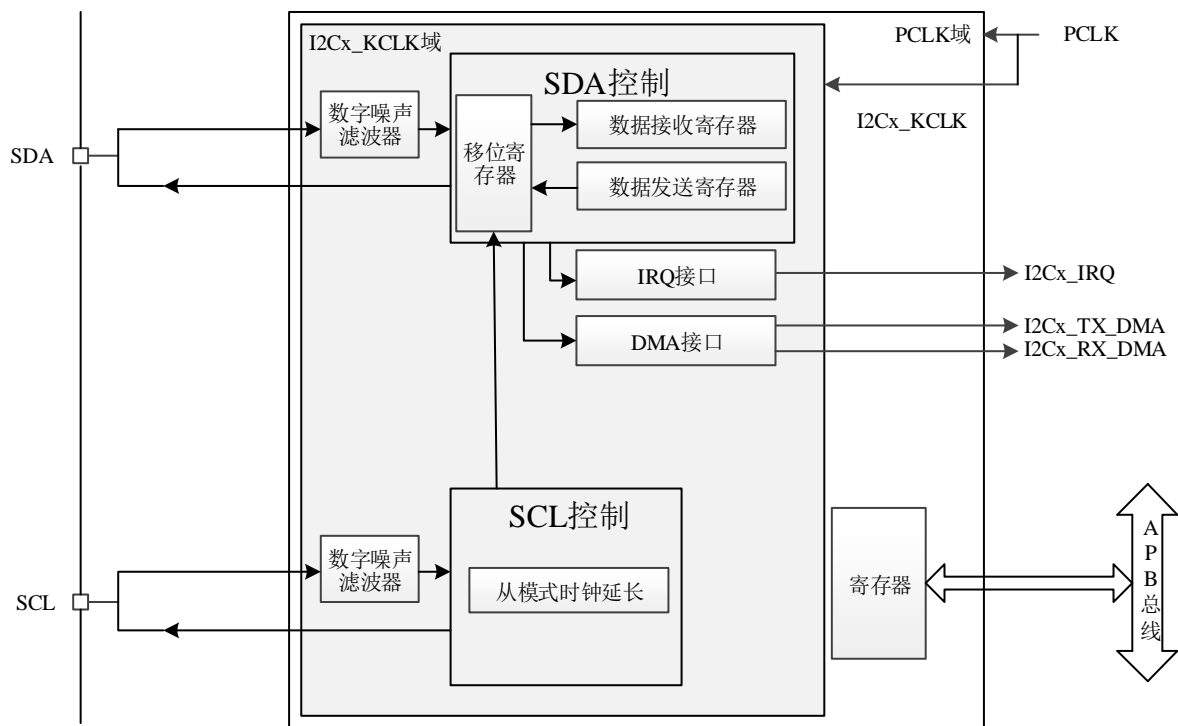 I2Cx_KCLK域
PCLK域
PCLK
SDA控制
I2Cx_KCLK
数字噪声
滤波器
数据接收寄存器
移位寄
存器
数据发送寄存器
SDA
IRQ接口
I2Cx_IRQ
DMA接口
I2Cx_TX_DMA
I2Cx_RX_DMA
SCL控制
数字噪声
滤波器
从模式时钟延长
SCL
寄存器
A
P
B
总
线